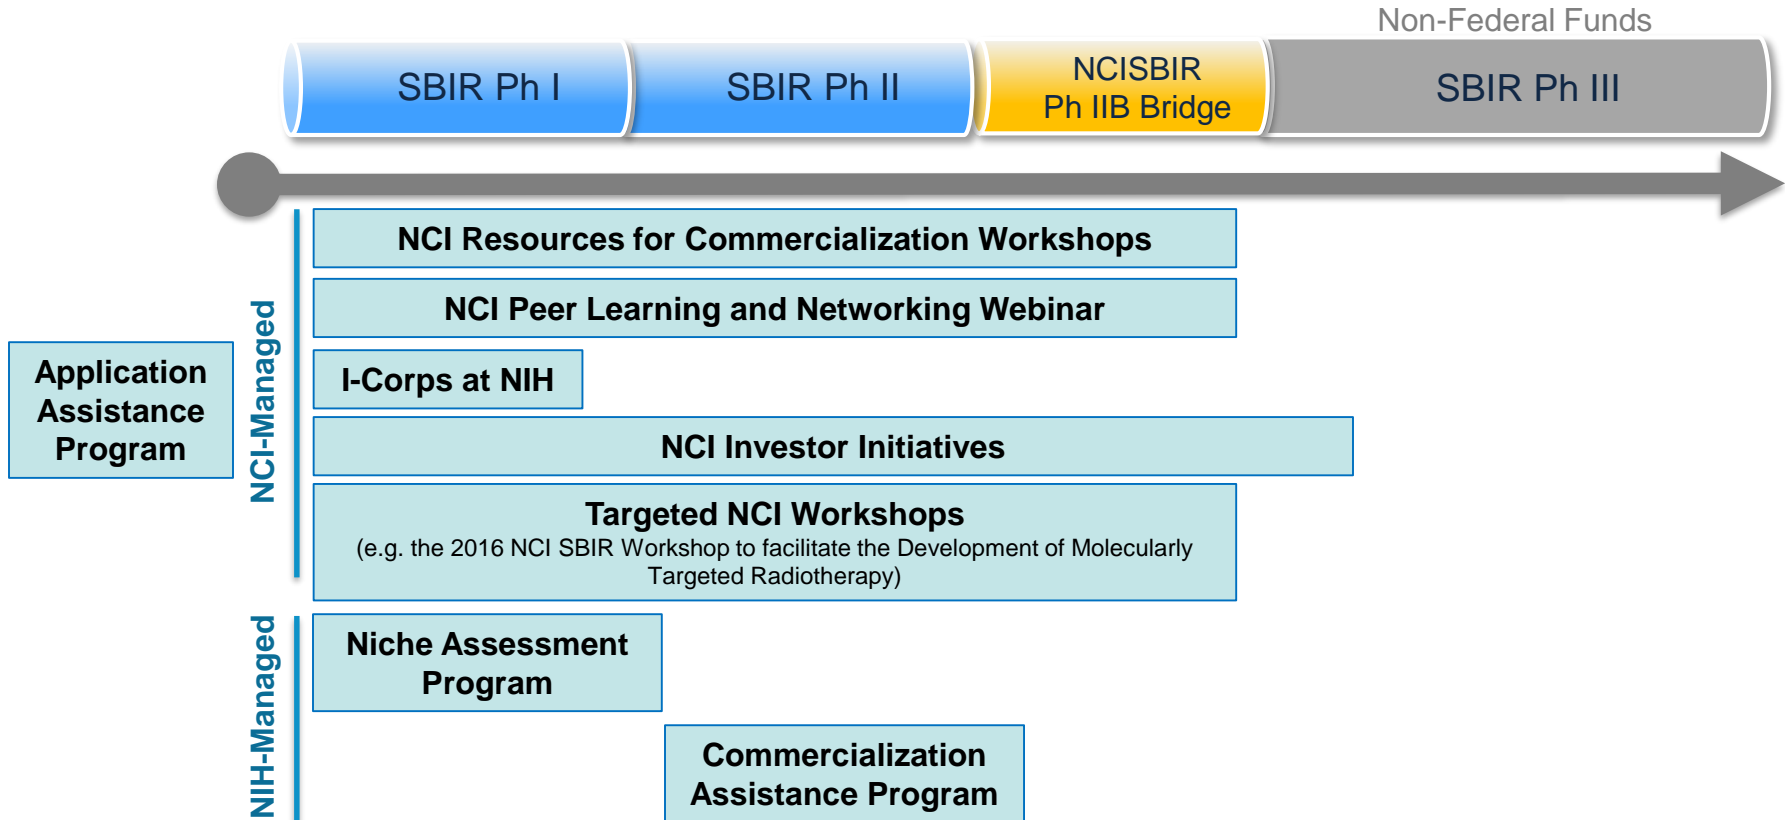 Non-Federal Funds
SBIR Ph I
SBIR Ph II
NCISBIR
Ph IIB Bridge
SBIR Ph III
Application
Assistance
Program
NCI-Managed
NCI Resources for Commercialization Workshops
NCI Peer Learning and Networking Webinar
I-Corps at NIH
NCI Investor Initiatives
Targeted NCI Workshops
(e.g. the 2016 NCI SBIR Workshop to facilitate the Development of Molecularly
Targeted Radiotherapy)
NIH-Managed
Niche Assessment
Program
Commercialization
Assistance Program